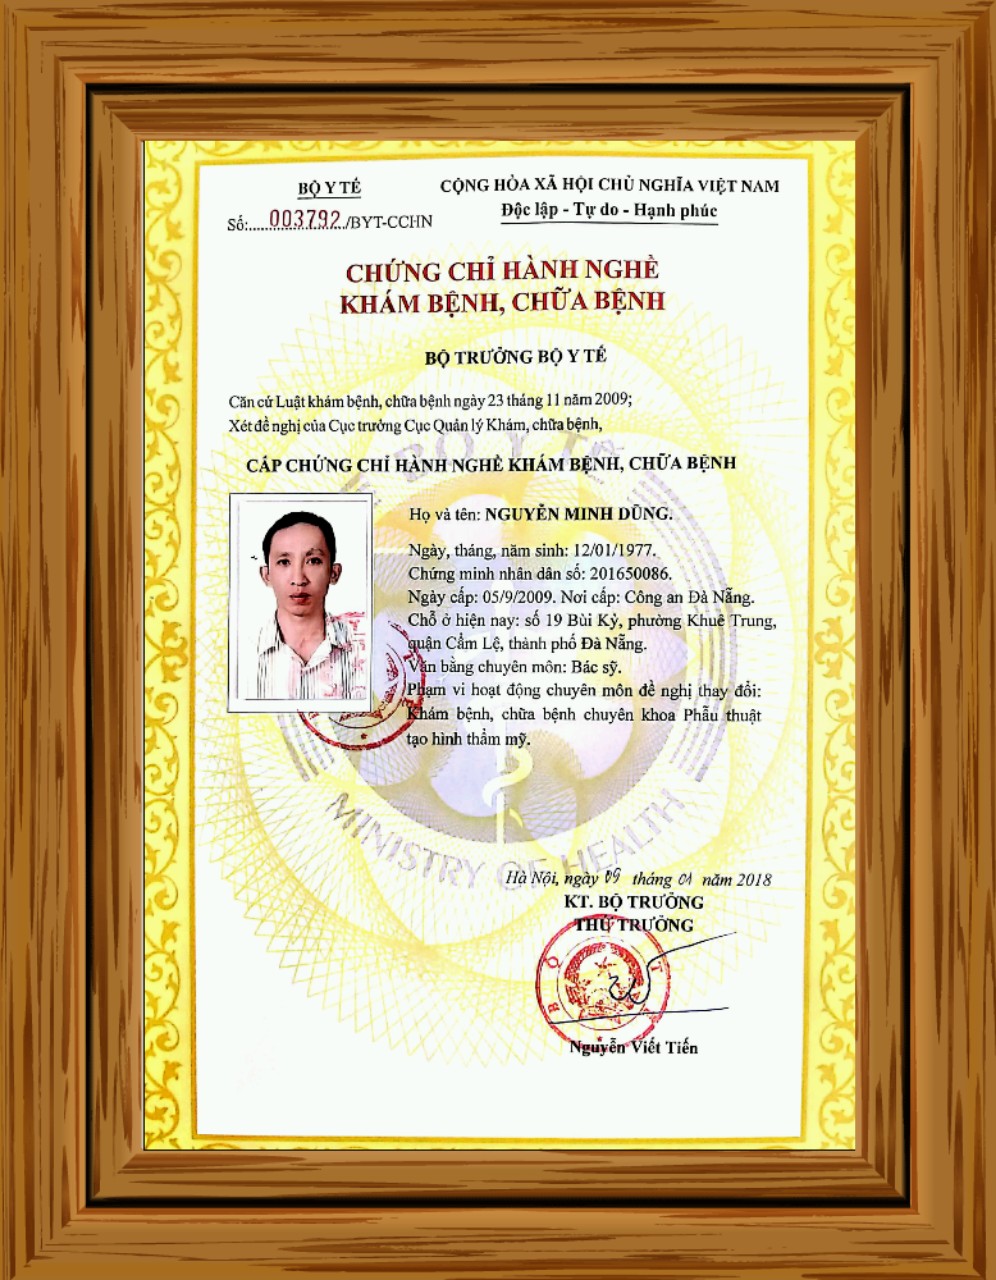 BỘ Y TẾ
Số:.....003792../BYT-CCHN
CỘNG HÒA XÃ HỘI CHỦ NGHĨA VIỆT NAM
Độc lập - Tự do - Hạnh phúc
CHỨNG CHỈ HÀNH NGHỀ
KHÁM BỆNH, CHỮA BỆNH
BỘ TRƯỞNG BỘ Y TẾ
Căn cứ Luật khám bệnh, chữa bệnh ngày 23 tháng 11 năm 2009;
Xét đề nghị của Cục trưởng Cục Quản lý Khám, chữa bệnh,
CẤP CHỨNG CHỈ HÀNH NGHỀ KHÁM BỆNH, CHỮA BỆNH
Họ và tên: NGUYỄN MINH DŨNG.
Ngày, tháng, năm sinh: 12/01/1977.
Chứng minh nhân dân số: 201650086.
Ngày cấp: 05/9/2009. Nơi cấp: Công an Đà Nẵng.
Chỗ ở hiện nay: số 19 Bùi Kỷ, phường Khuê Trung,
quận Cẩm Lệ, thành phố Đà Nẵng.
Văn bằng chuyên môn: Bác sỹ.
Phạm vi hoạt động chuyên môn đề nghị thay đổi:
Khám bệnh, chữa bệnh chuyên khoa Phẫu thuật
tạo hình thẩm mỹ.
BỘ Y TẾ
MINISTRY OF HEALTH
Hà Nội, ngày 09 tháng 01 năm 2018
KT. BỘ TRƯỞNG
THỨ TRƯỞNG
BỘ Y TẾ
Nguyễn Viết Tiến